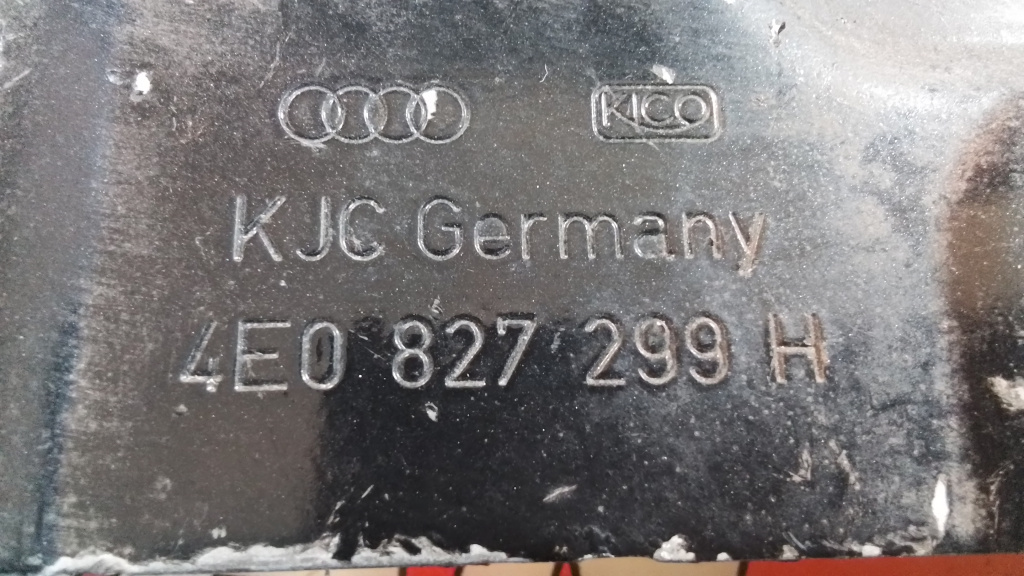 KICO
KJC Germany
4E0 827 299 H